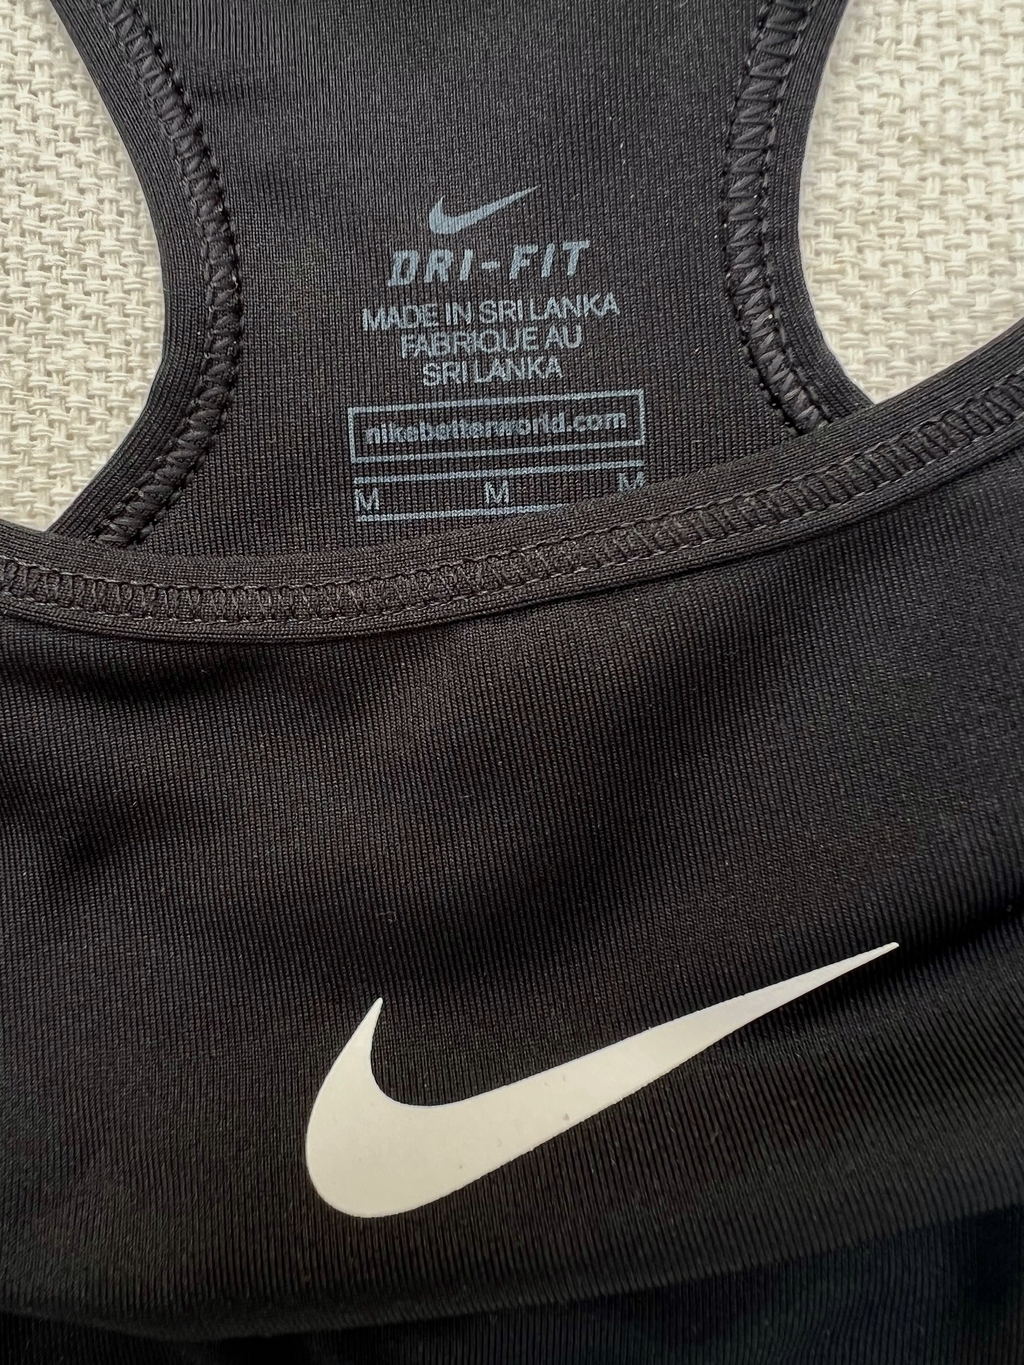 DRI-FIT
MADE IN SRI LANKA
FABRIQUE AU
SRI LANKA
nikebetterworld.com
M M M